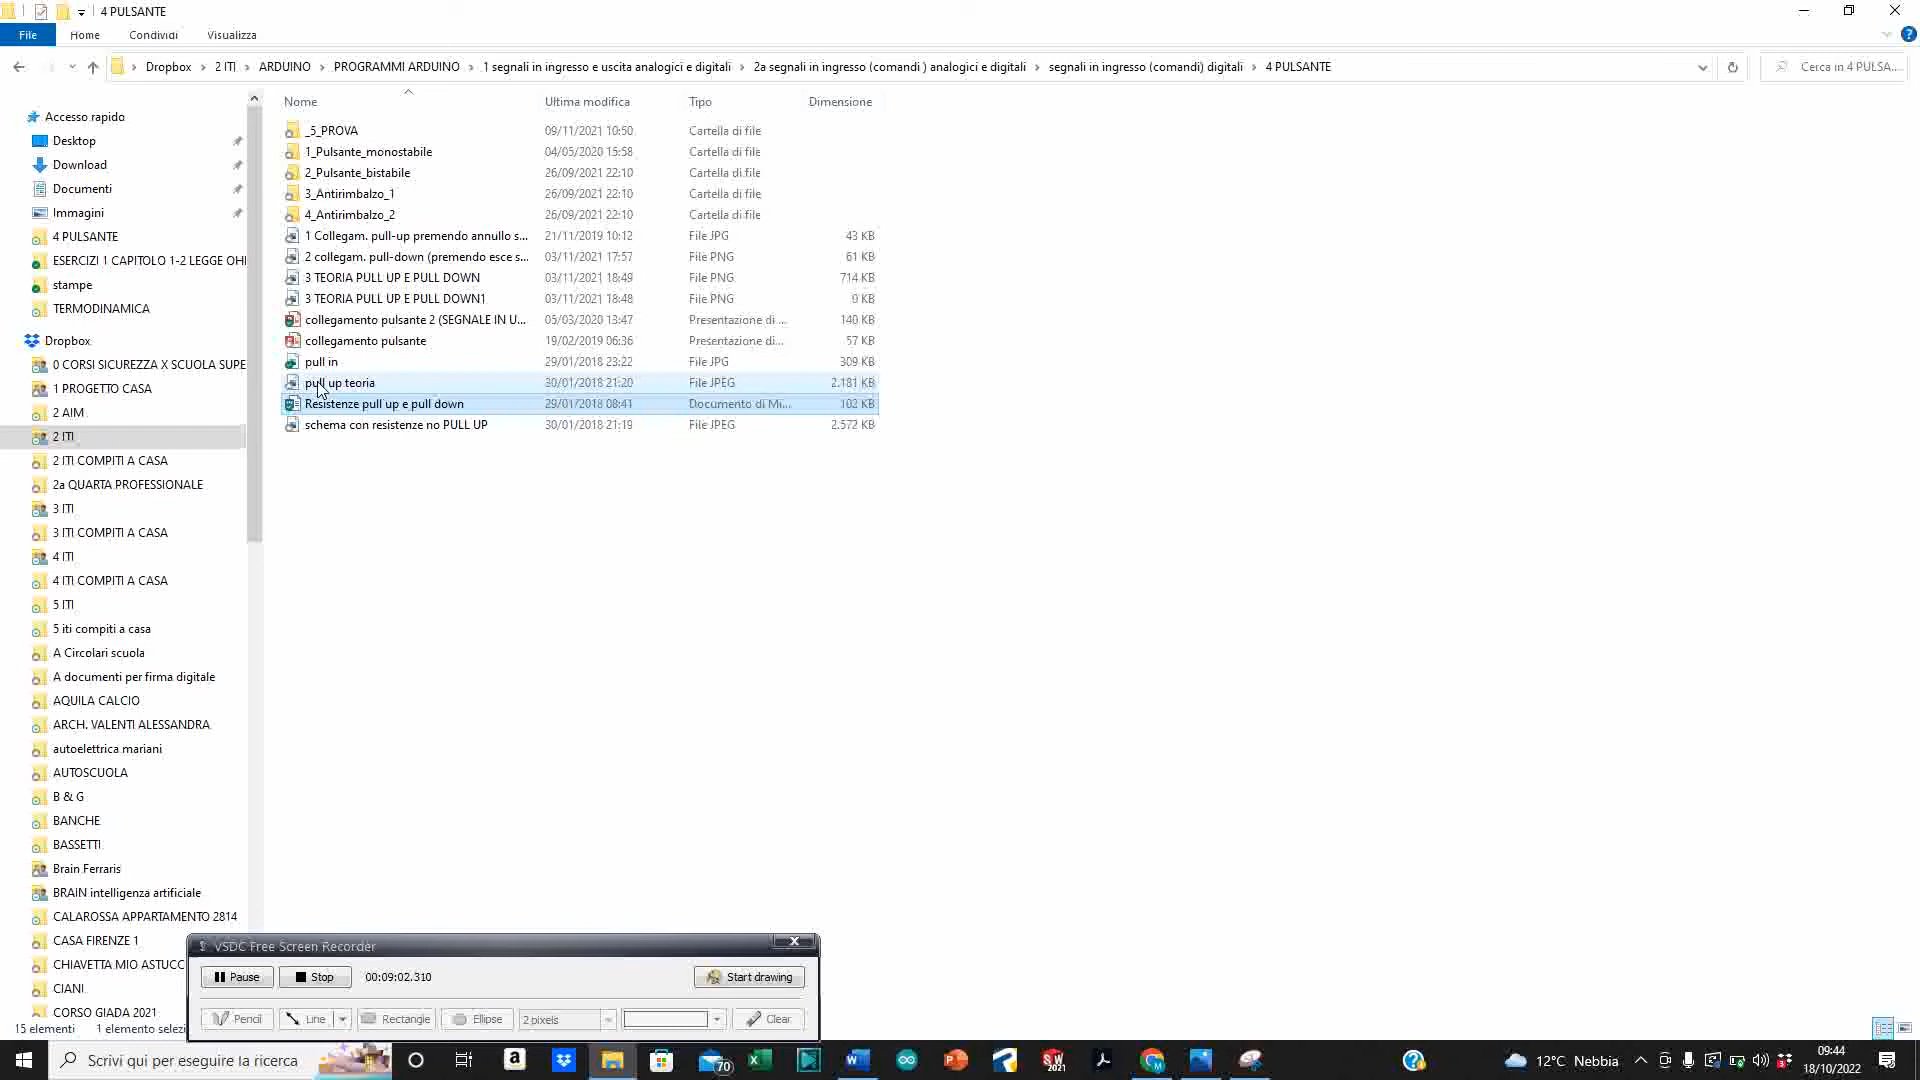 4 PULSANTE
File Home Condividi Visualizza
Dropbox 2 ITI ARDUINO PROGRAMMI ARDUINO 1 segnali in ingresso e uscita analogici e digitali 2a segnali in ingresso (comandi ) analogici e digitali segnali in ingresso (comandi) digitali 4 PULSANTE Cerca in 4 PULSA...
Nome Ultima modifica Tipo Dimensione
Accesso rapido
Desktop
Download
Documenti
Immagini
4 PULSANTE
ESERCIZI 1 CAPITOLO 1-2 LEGGE OH
stampe
TERMODINAMICA
Dropbox
0 CORSI SICUREZZA X SCUOLA SUPE
1 PROGETTO CASA
2 AIM
2 ITI
2 ITI COMPITI A CASA
2a QUARTA PROFESSIONALE
3 ITI
3 ITI COMPITI A CASA
4 ITI
4 ITI COMPITI A CASA
5 ITI
5 iti compiti a casa
A Circolari scuola
A documenti per firma digitale
AQUILA CALCIO
ARCH. VALENTI ALESSANDRA
autoelettrica mariani
AUTOSCUOLA
B & G
BANCHE
BASSETTI
Brain Ferraris
BRAIN intelligenza artificiale
CALAROSSA APPARTAMENTO 2814
CASA FIRENZE 1
CHIAVETTA MIO ASTUCC
CIANI
CORSO GIADA 2021
_5_PROVA 09/11/2021 10:50 Cartella di file
1_Pulsante_monostabile 04/05/2020 15:58 Cartella di file
2_Pulsante_bistabile 26/09/2021 22:10 Cartella di file
3_Antirimbalzo_1 26/09/2021 22:10 Cartella di file
4_Antirimbalzo_2 26/09/2021 22:10 Cartella di file
1 Collegam. pull-up premendo annullo s... 21/11/2019 10:12 File JPG 43 KB
2 collegam. pull-down (premendo esce s... 03/11/2021 17:57 File PNG 61 KB
3 TEORIA PULL UP E PULL DOWN 03/11/2021 18:49 File PNG 714 KB
3 TEORIA PULL UP E PULL DOWN1 03/11/2021 18:48 File PNG 9 KB
collegamento pulsante 2 (SEGNALE IN U... 05/03/2020 13:47 Presentazione di ... 140 KB
collegamento pulsante 19/02/2019 06:36 Presentazione di... 57 KB
pull in 29/01/2018 23:22 File JPG 309 KB
pull up teoria 30/01/2018 21:20 File JPEG 2.181 KB
Resistenze pull up e pull down 29/01/2018 08:41 Documento di Mi... 102 KB
schema con resistenze no PULL UP 30/01/2018 21:19 File JPEG 2.572 KB
15 elementi 1 elemento selezi
VSDC Free Screen Recorder
Pause Stop 00:09:02.310 Start drawing
Pencil Line Rectangle Ellipse 2 pixels Clear
Scrivi qui per eseguire la ricerca
70
SW 2021
12°C Nebbia
09:44
18/10/2022